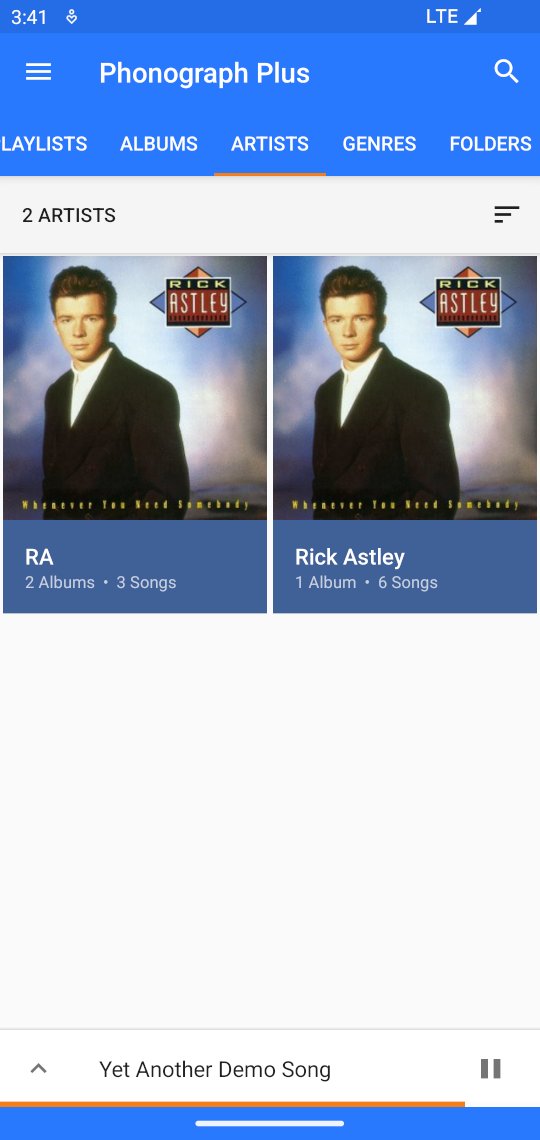 3:41
LTE
Phonograph Plus
LAYLISTS ALBUMS ARTISTS GENRES FOLDERS
2 ARTISTS
RICK
ASTLEY
Whenever You Need Somebody
RICK
ASTLEY
Whenever You Need Somebody
RA
2 Albums • 3 Songs
Rick Astley
1 Album • 6 Songs
Yet Another Demo Song